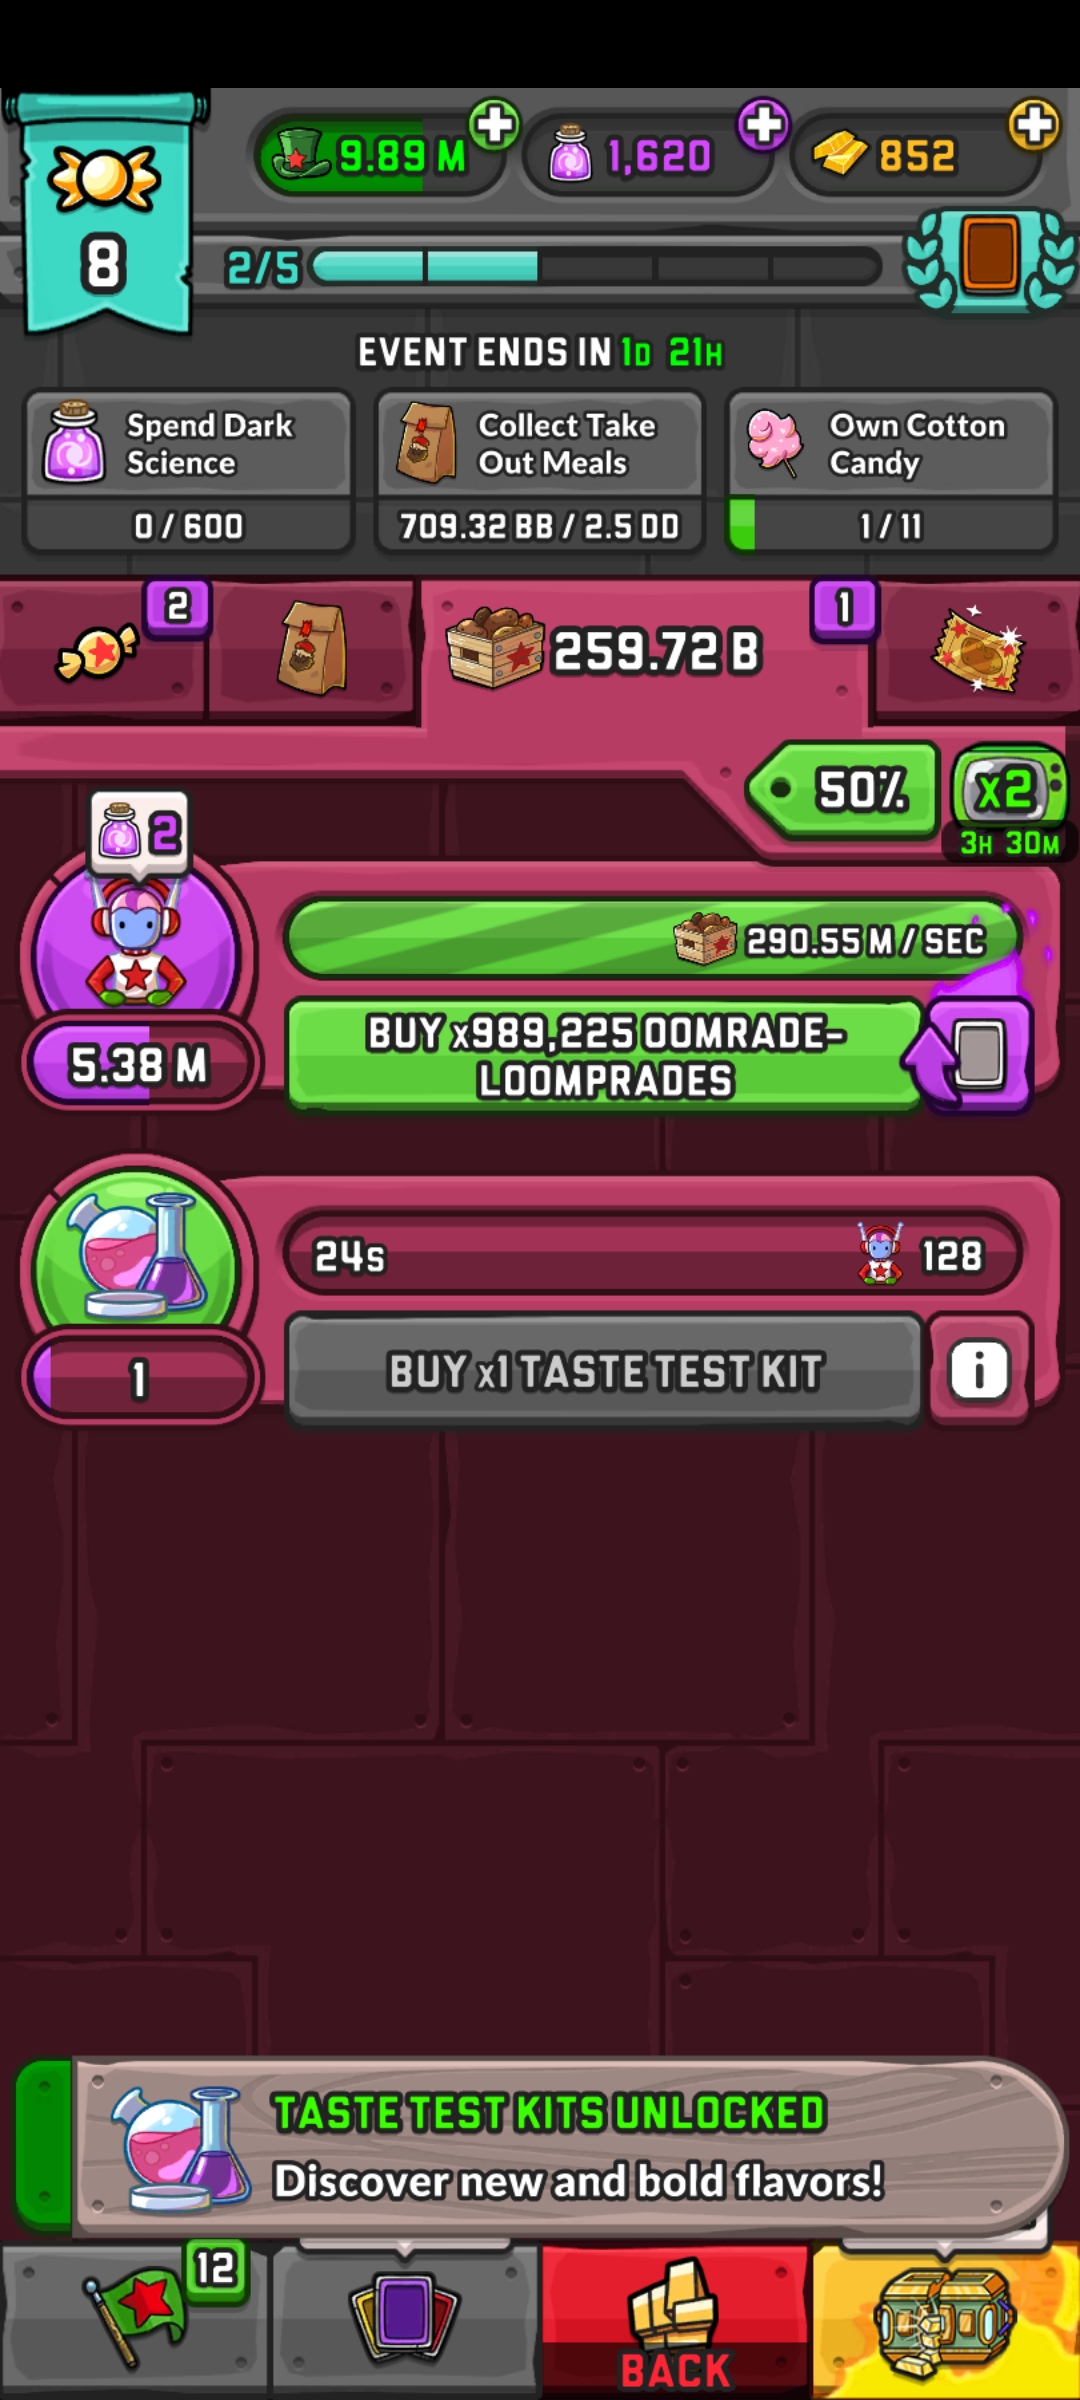 9.89 M
1,620
852
8
2/5
EVENT ENDS IN 1D 21H
Spend Dark
Science
0 / 600
Collect Take
Out Meals
709.32 BB / 2.5 DD
Own Cotton
Candy
1 / 11
2
259.72 B
1
50%
x2
3H 30M
2
290.55 M / SEC
5.38 M
BUY x989,225 OOMRADE-
LOOMPRADES
24s
128
1
BUY x1 TASTE TEST KIT
i
TASTE TEST KITS UNLOCKED
Discover new and bold flavors!
12
BACK